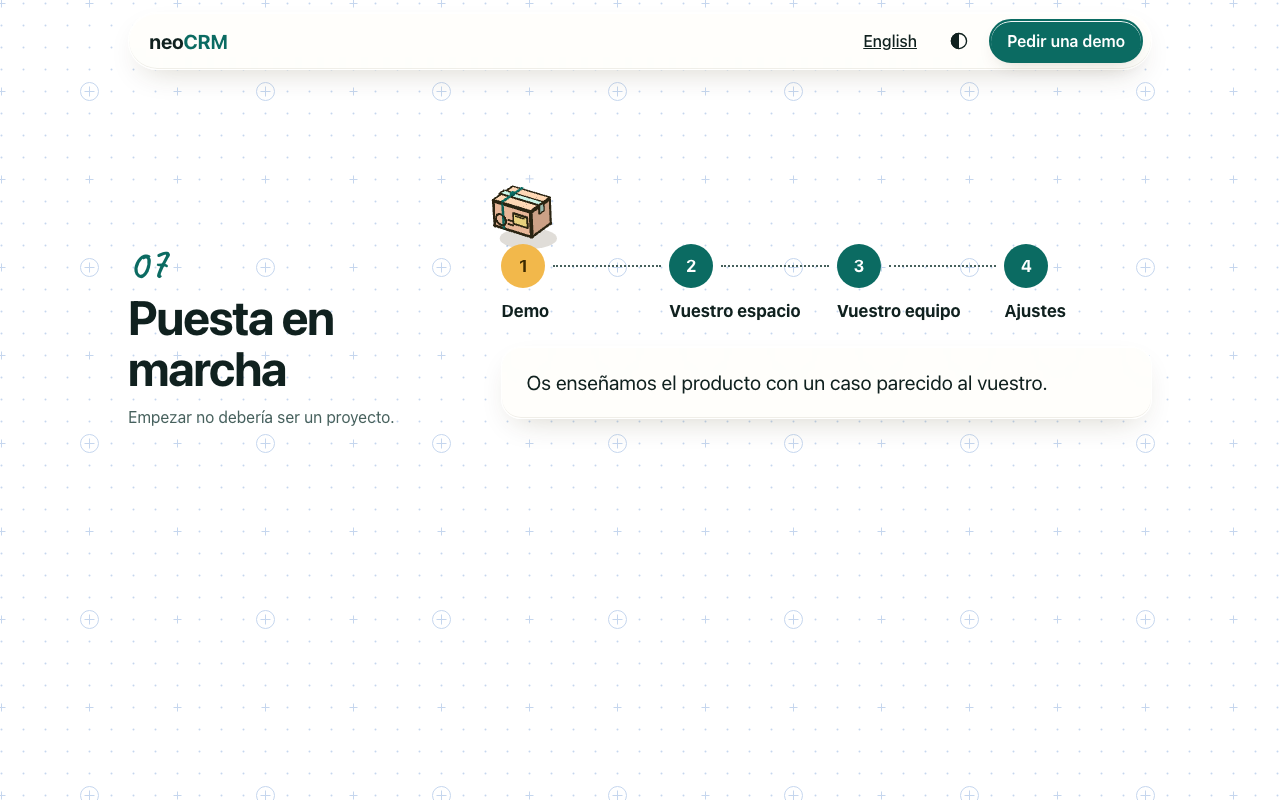 neoCRM
English
Pedir una demo
07
Puesta en
marcha
Empezar no debería ser un proyecto.
1
2
3
4
Demo
Vuestro espacio
Vuestro equipo
Ajustes
Os enseñamos el producto con un caso parecido al vuestro.